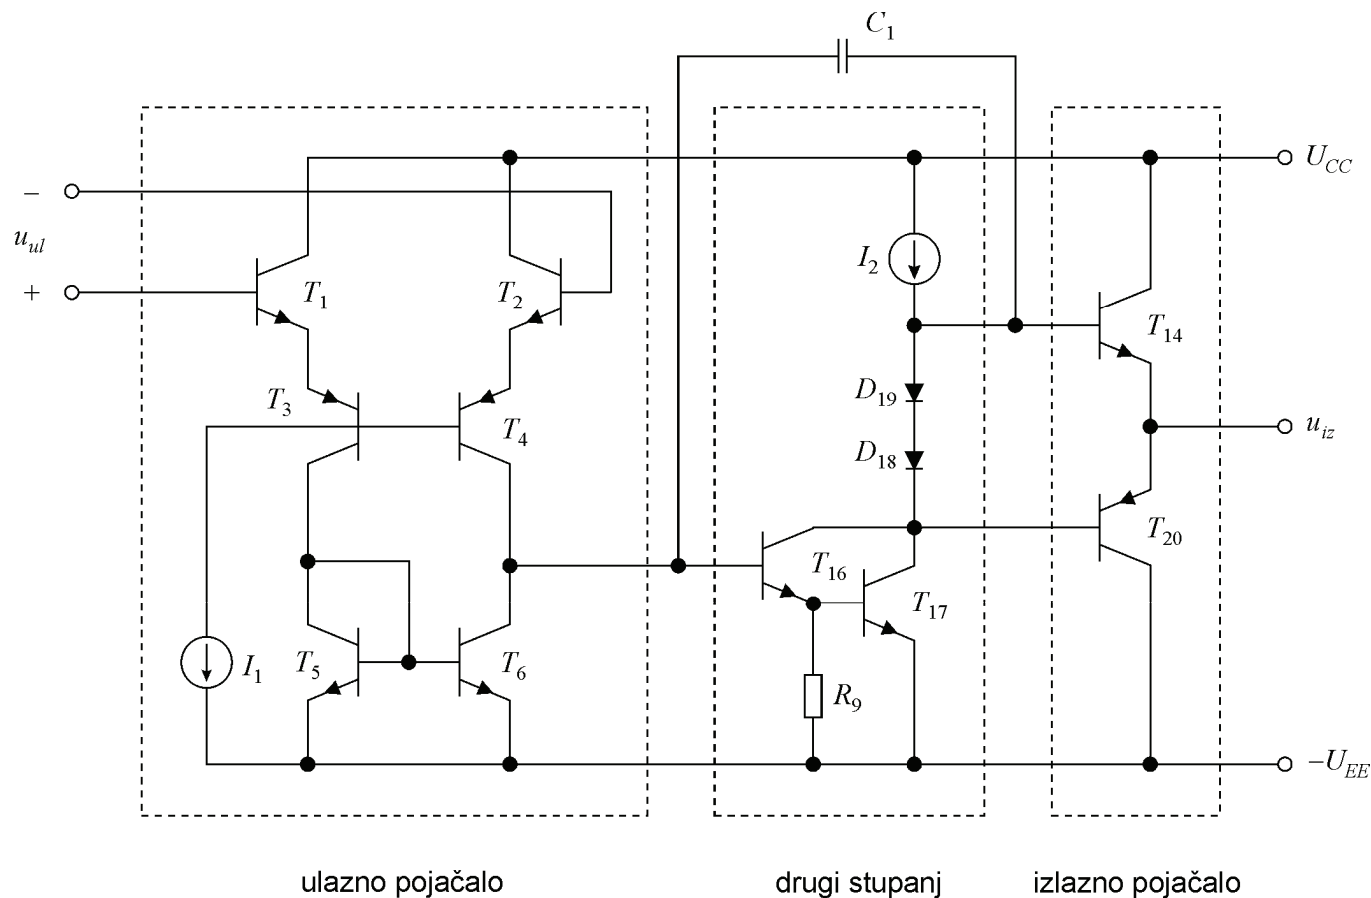 C1
UCC
−
uul
+
I2
T1
T2
T14
D19
T3
T4
uiz
D18
T20
T16
T17
I1
T5
T6
R9
−UEE
ulazno pojačalo
drugi stupanj
izlazno pojačalo